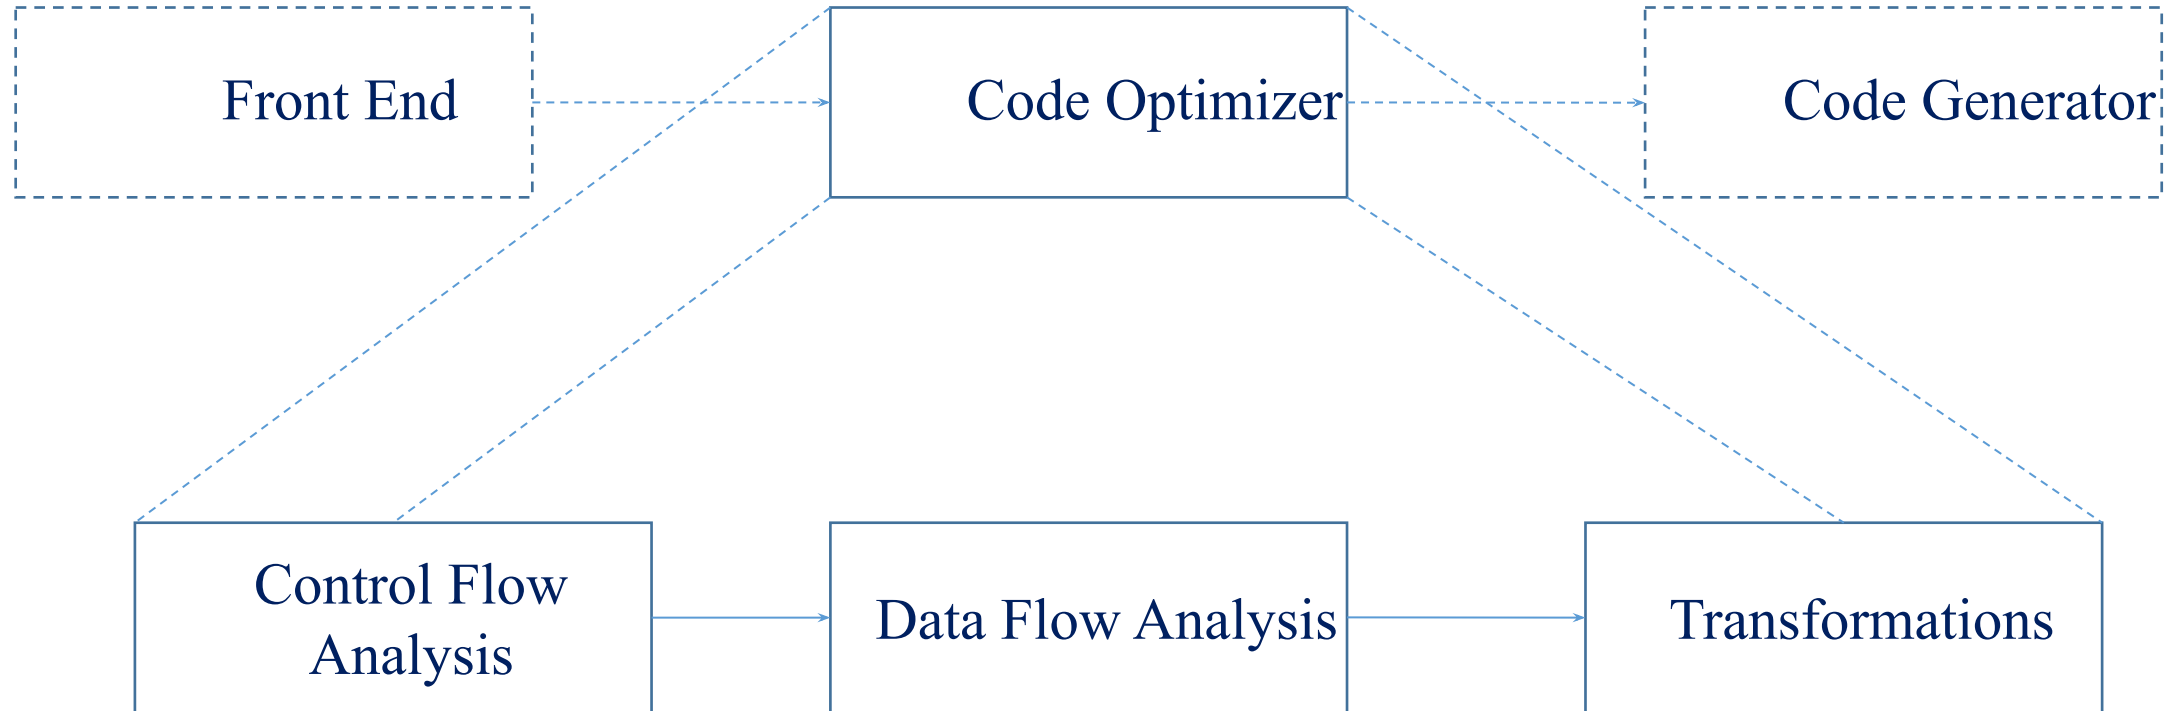 Front End
Code Optimizer
Code Generator
Control Flow
Analysis
Data Flow Analysis
Transformations